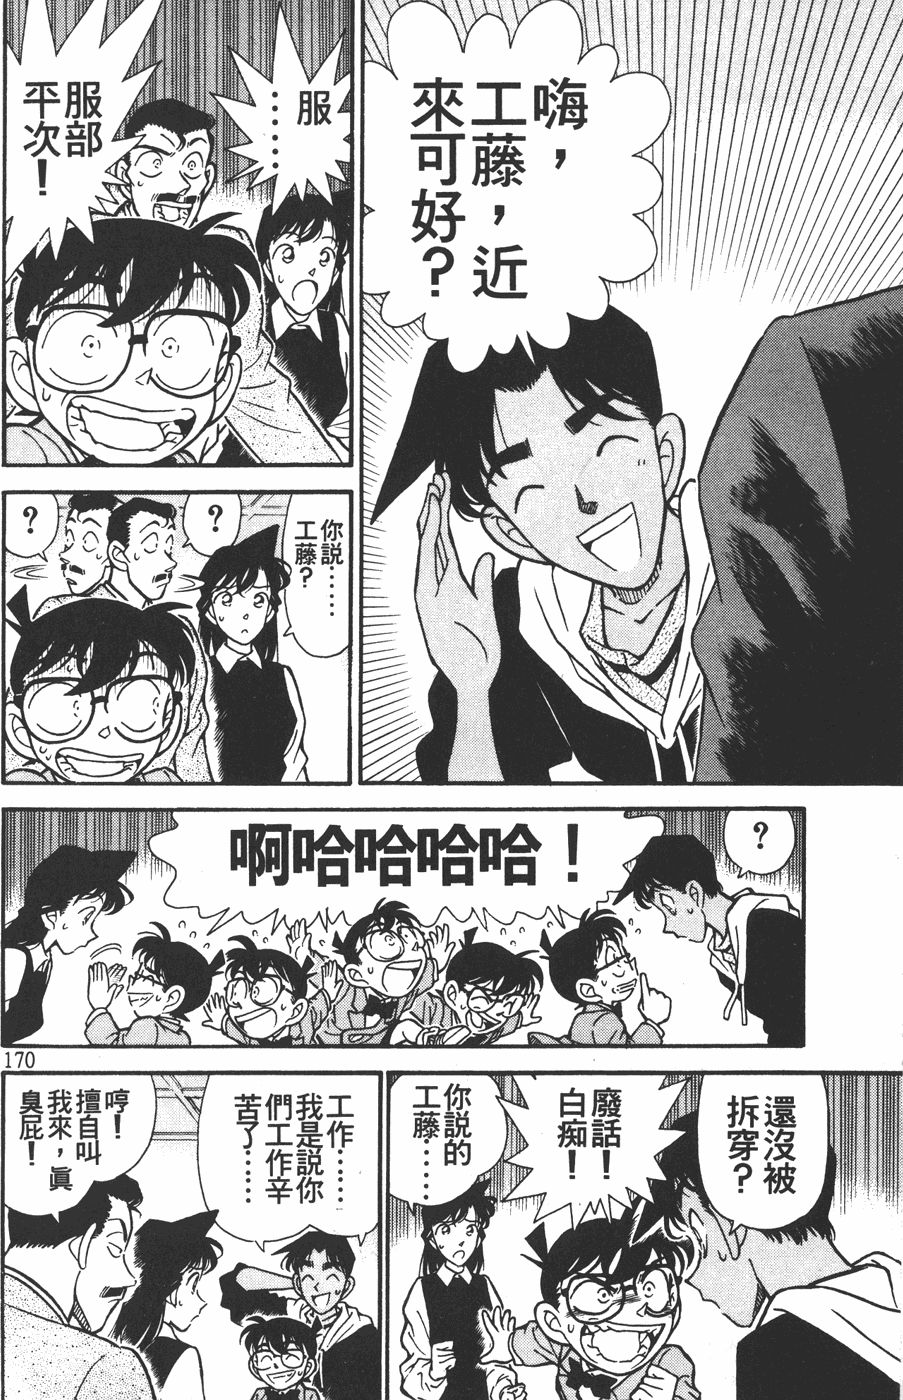 嗨，
工藤，近
來可好？
服
……
服部
平次！
你說……
工藤？
？
？
？
啊哈哈哈哈！
170
還沒被
拆穿？
廢話！
白痴！
你說的
工藤……
工作……
我是說你
們工作辛
苦了……
哼！
擅自叫
我來，眞
臭屁！